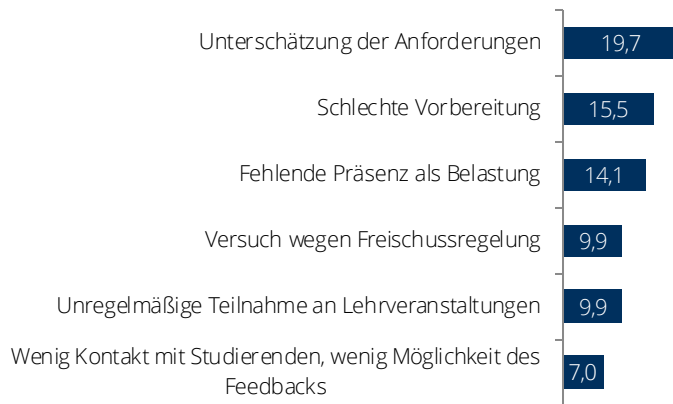 Unterschätzung der Anforderungen 19,7
Schlechte Vorbereitung 15,5
Fehlende Präsenz als Belastung 14,1
Versuch wegen Freischussregelung 9,9
Unregelmäßige Teilnahme an Lehrveranstaltungen 9,9
Wenig Kontakt mit Studierenden, wenig Möglichkeit des
Feedbacks 7,0